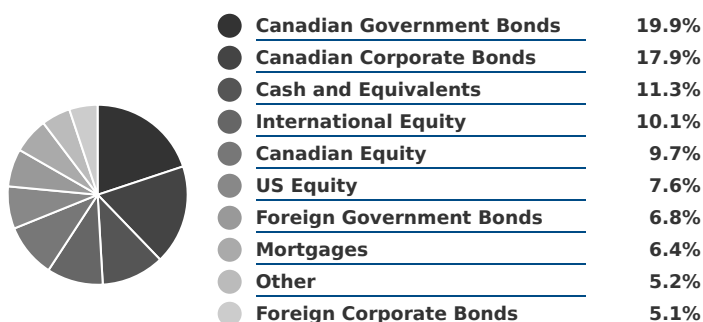 Canadian Government Bonds 19.9%
Canadian Corporate Bonds 17.9%
Cash and Equivalents 11.3%
International Equity 10.1%
Canadian Equity 9.7%
US Equity 7.6%
Foreign Government Bonds 6.8%
Mortgages 6.4%
Other 5.2%
Foreign Corporate Bonds 5.1%